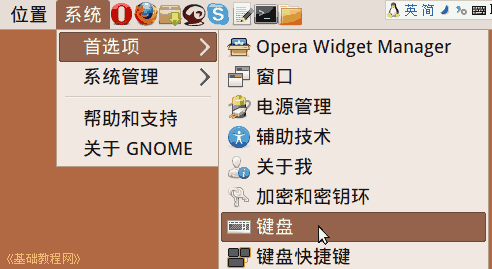 位置 系统 英 简
首选项
系统管理
帮助和支持
关于 GNOME
Opera Widget Manager
窗口
电源管理
辅助技术
关于我
加密和密钥环
键盘
键盘快捷键
《基础教程网》